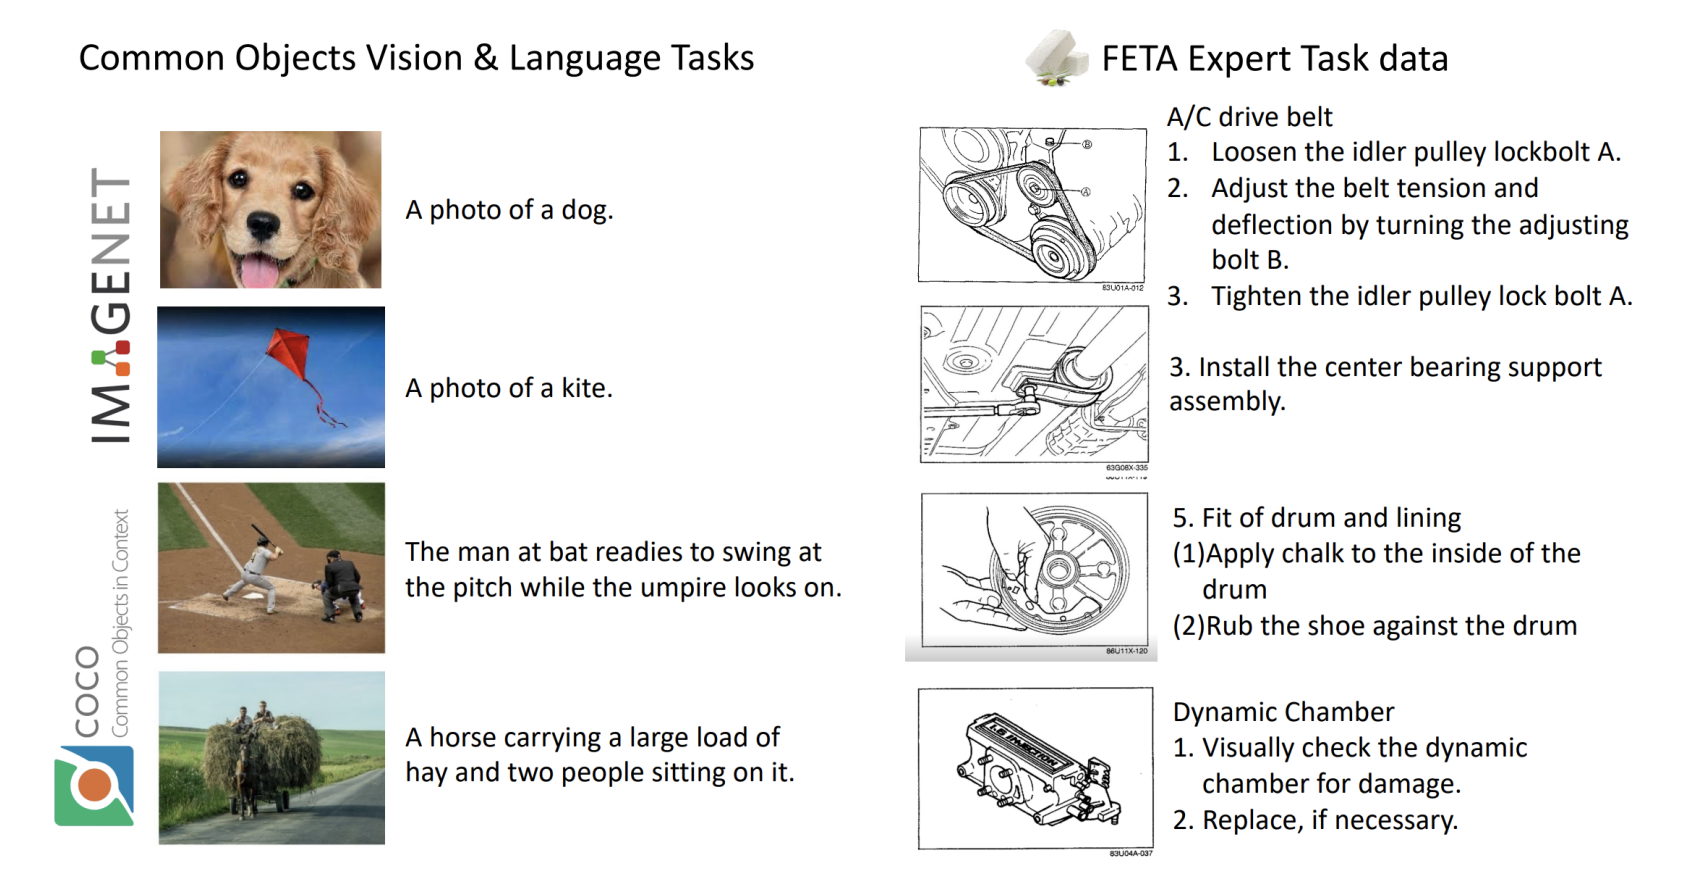 Common Objects Vision & Language Tasks
IMAGENET
A photo of a dog.
A photo of a kite.
COCO
Common Objects in Context
The man at bat readies to swing at
the pitch while the umpire looks on.
A horse carrying a large load of
hay and two people sitting on it.
FETA Expert Task data
B
A
83U01A-012
A/C drive belt
1. Loosen the idler pulley lockbolt A.
2. Adjust the belt tension and
deflection by turning the adjusting
bolt B.
3. Tighten the idler pulley lock bolt A.
63G08X-335
3. Install the center bearing support
assembly.
86U11X-120
5. Fit of drum and lining
(1)Apply chalk to the inside of the
drum
(2)Rub the shoe against the drum
1.6 INJECTOR
83U04A-037
Dynamic Chamber
1. Visually check the dynamic
chamber for damage.
2. Replace, if necessary.